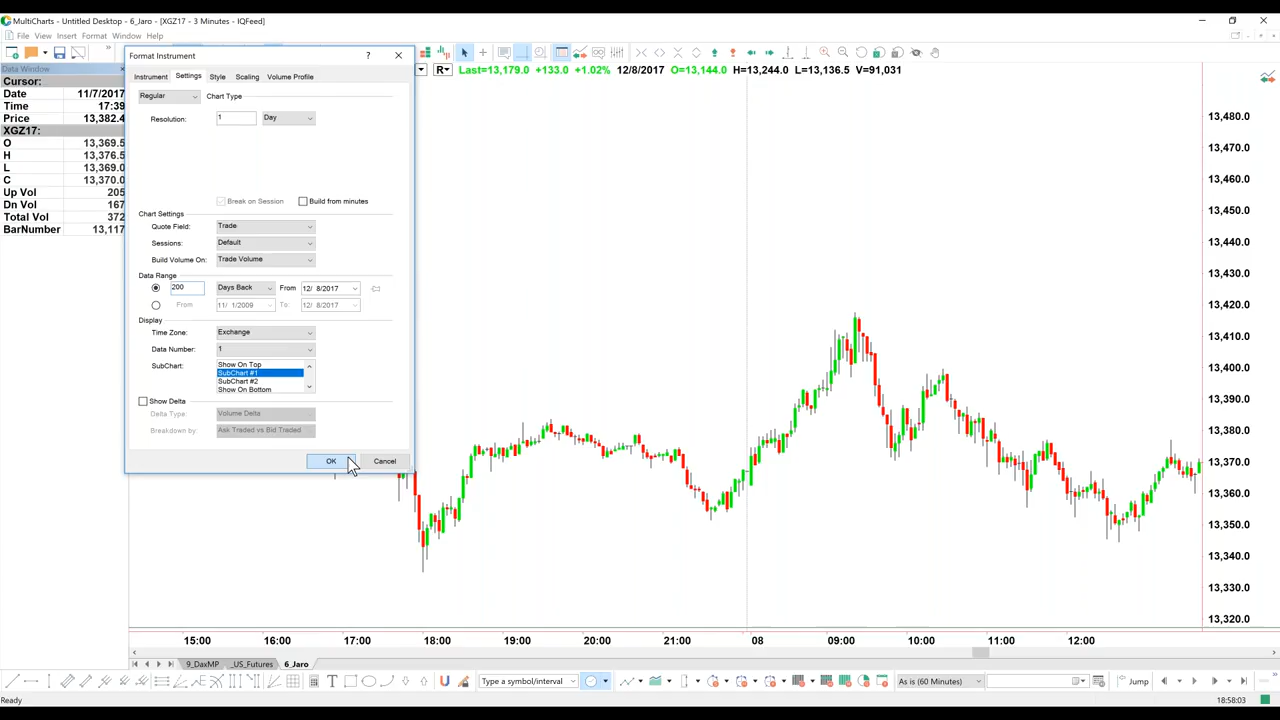 MultiCharts - Untitled Desktop - 6_Jaro - [XGZ17 - 3 Minutes - IQFeed]
File View Insert Format Window Help
Data Window
Cursor:
Date 11/7/2017
Time 17:39
Price 13,382.4
XGZ17:
O 13,369.5
H 13,376.5
L 13,369.0
C 13,370.0
Up Vol 205
Dn Vol 167
Total Vol 372
BarNumber 13,117
Format Instrument
Instrument Settings Style Scaling Volume Profile
Regular Chart Type
Resolution: 1 Day
Break on Session Build from minutes
Chart Settings
Quote Field: Trade
Sessions: Default
Build Volume On: Trade Volume
Data Range
200 Days Back From 12/ 8/2017
From 11/ 1/2009 To: 12/ 8/2017
Display
Time Zone: Exchange
Data Number: 1
SubChart: Show On Top
SubChart #1
SubChart #2
Show On Bottom
Show Delta
Delta Type: Volume Delta
Breakdown by: Ask Traded vs Bid Traded
OK Cancel
R Last=13,179.0 +133.0 +1.02% 12/8/2017 O=13,144.0 H=13,244.0 L=13,136.5 V=91,031
13,480.0
13,470.0
13,460.0
13,450.0
13,440.0
13,430.0
13,420.0
13,410.0
13,400.0
13,390.0
13,380.0
13,370.0
13,360.0
13,350.0
13,340.0
13,330.0
13,320.0
15:00 16:00 17:00 18:00 19:00 20:00 21:00 08 09:00 10:00 11:00 12:00
9_DaxMP _US_Futures 6_Jaro
Type a symbol/interval As is (60 Minutes) Jump
Ready 18:58:03